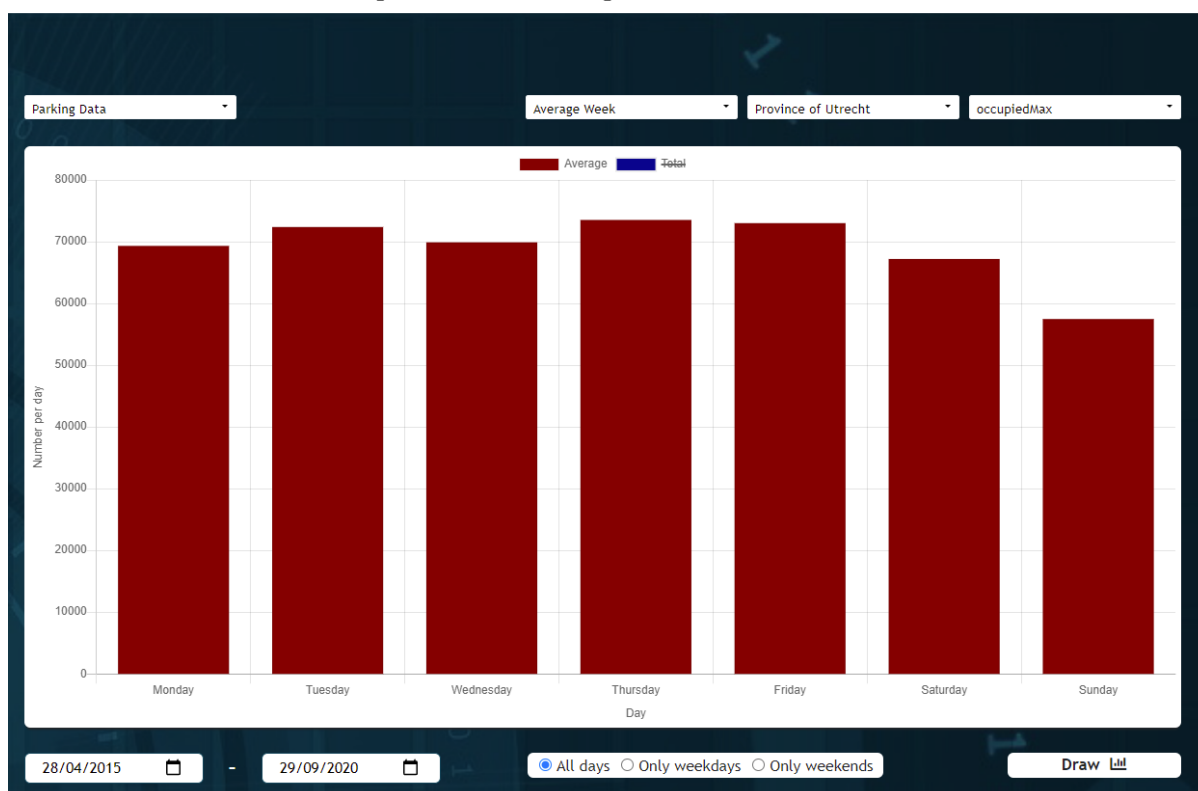 Parking Data
Average Week
Province of Utrecht
occupiedMax
Average
Total
80000
70000
60000
50000
40000
30000
20000
10000
0
Number per day
Monday
Tuesday
Wednesday
Thursday
Friday
Saturday
Sunday
Day
28/04/2015
-
29/09/2020
All days
Only weekdays
Only weekends
Draw